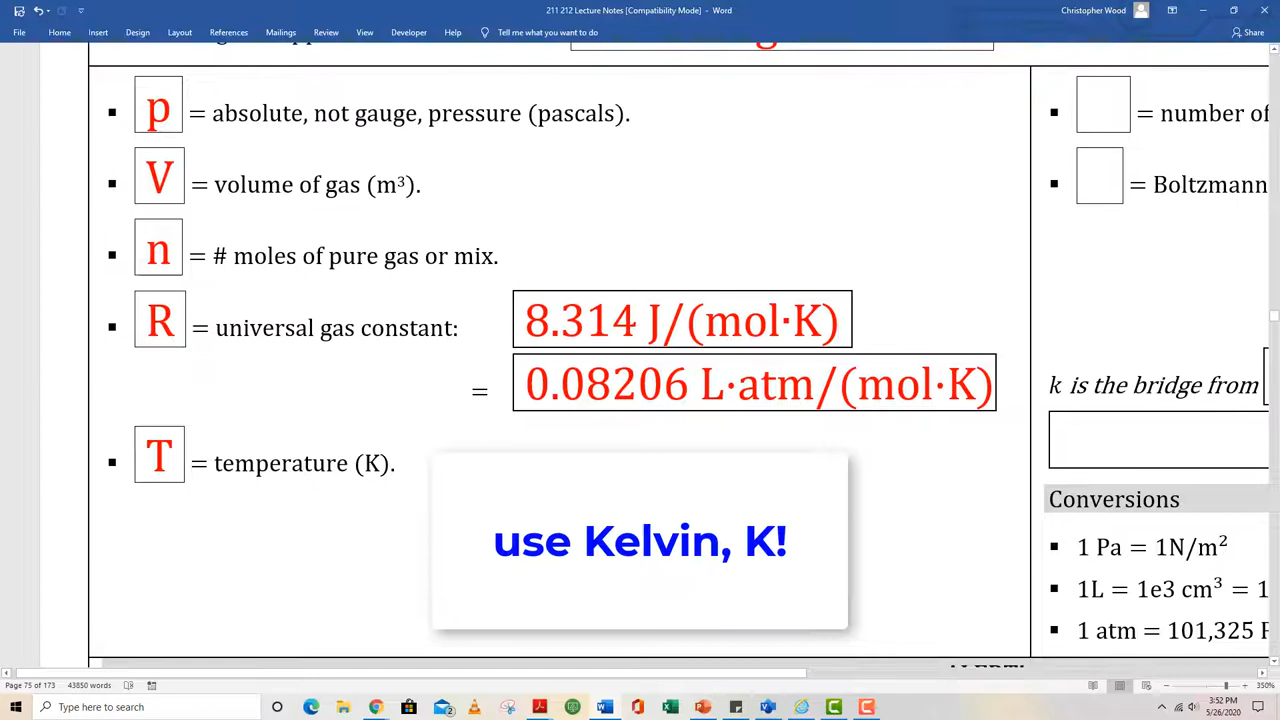 211 212 Lecture Notes [Compatibility Mode] - Word
Christopher Wood
File Home Insert Draw Design Layout References Mailings Review View Developer Help Tell me what you want to do Share
p = absolute, not gauge, pressure (pascals).
V = volume of gas (m³).
n = # moles of pure gas or mix.
R = universal gas constant: 8.314 J/(mol·K)
= 0.08206 L·atm/(mol·K)
T = temperature (K).
use Kelvin, K!
= number of
= Boltzmann
k is the bridge from
Conversions
1 Pa = 1N/m²
1L = 1e3 cm³ = 1
1 atm = 101,325
Page 75 of 173 43850 words 350%
Type here to search
3:52 PM
5/26/2020